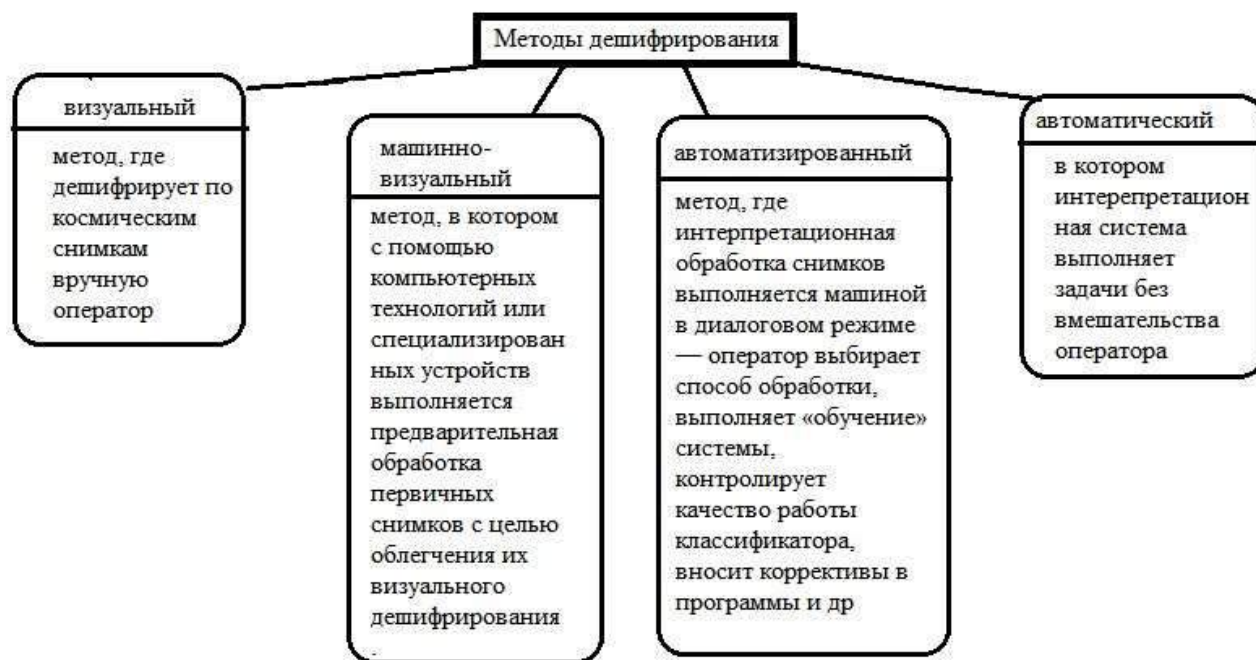 Методы дешифрирования
визуальный
метод, где
дешифрирует по
космическим
снимкам
вручную
оператор
машинно-
визуальный
метод, в котором
с помощью
компьютерных
технологий или
специализирован
ных устройств
выполняется
предварительная
обработка
первичных
снимков с целью
облегчения их
визуального
дешифрирования
автоматизированный
метод, где
интерпретационная
обработка снимков
выполняется машиной
в диалоговом режиме
— оператор выбирает
способ обработки,
выполняет «обучение»
системы,
контролирует
качество работы
классификатора,
вносит коррективы в
программы и др
автоматический
в котором
интерепретацион
ная система
выполняет
задачи без
вмешательства
оператора